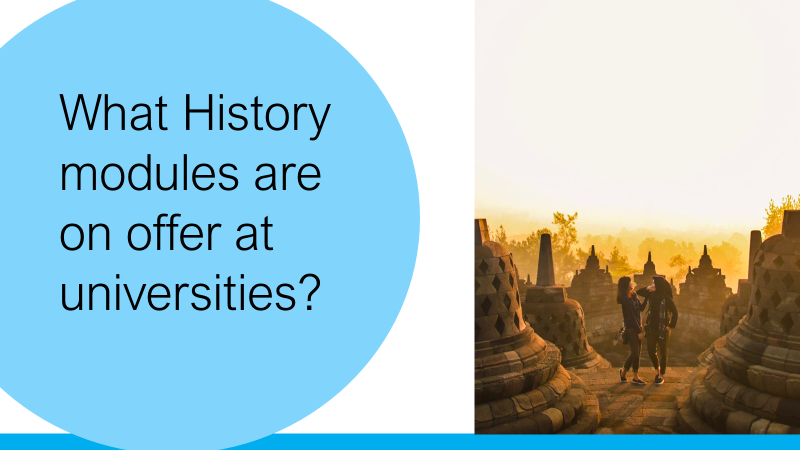 What History
modules are
on offer at
universities?